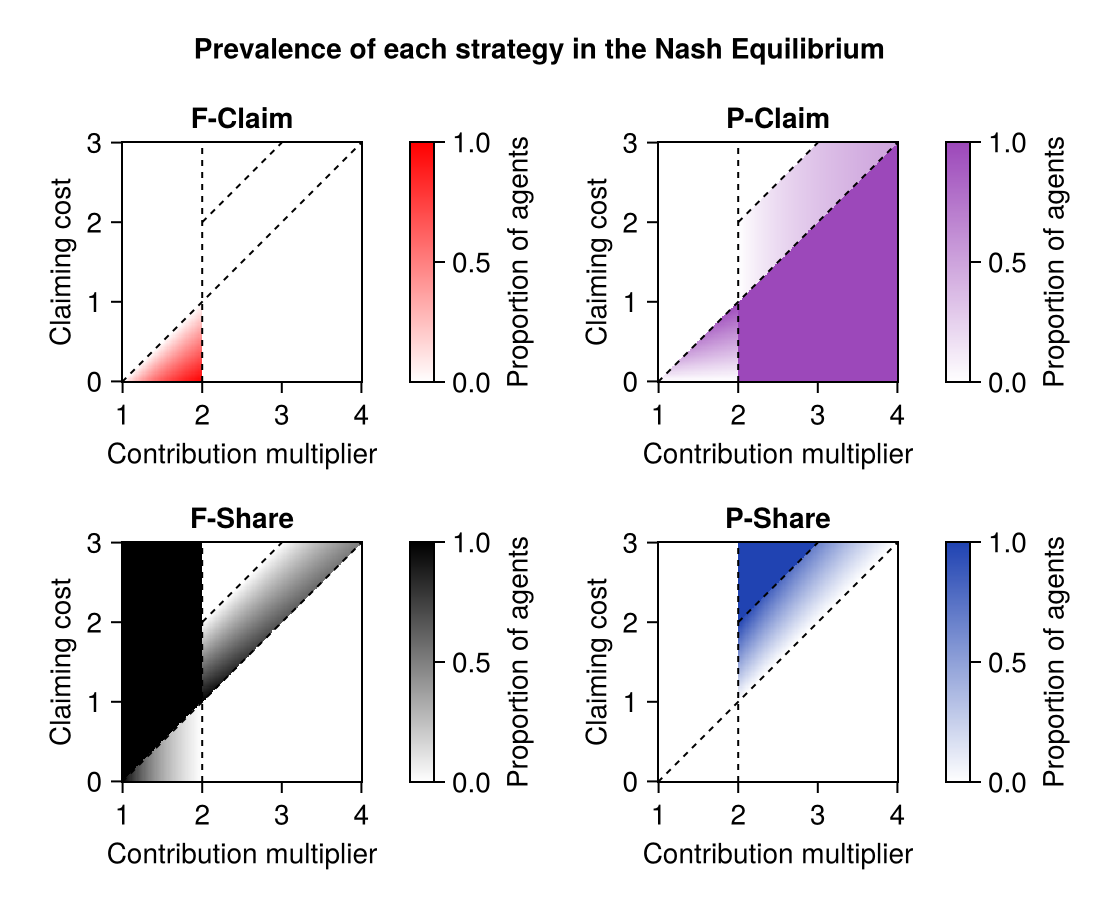 Prevalence of each strategy in the Nash Equilibrium
F-Claim
3
2
1
0
Claiming cost
1 2 3 4
Contribution multiplier
1.0
0.5
0.0
Proportion of agents
P-Claim
3
2
1
0
Claiming cost
1 2 3 4
Contribution multiplier
1.0
0.5
0.0
Proportion of agents
F-Share
3
2
1
0
Claiming cost
1 2 3 4
Contribution multiplier
1.0
0.5
0.0
Proportion of agents
P-Share
3
2
1
0
Claiming cost
1 2 3 4
Contribution multiplier
1.0
0.5
0.0
Proportion of agents